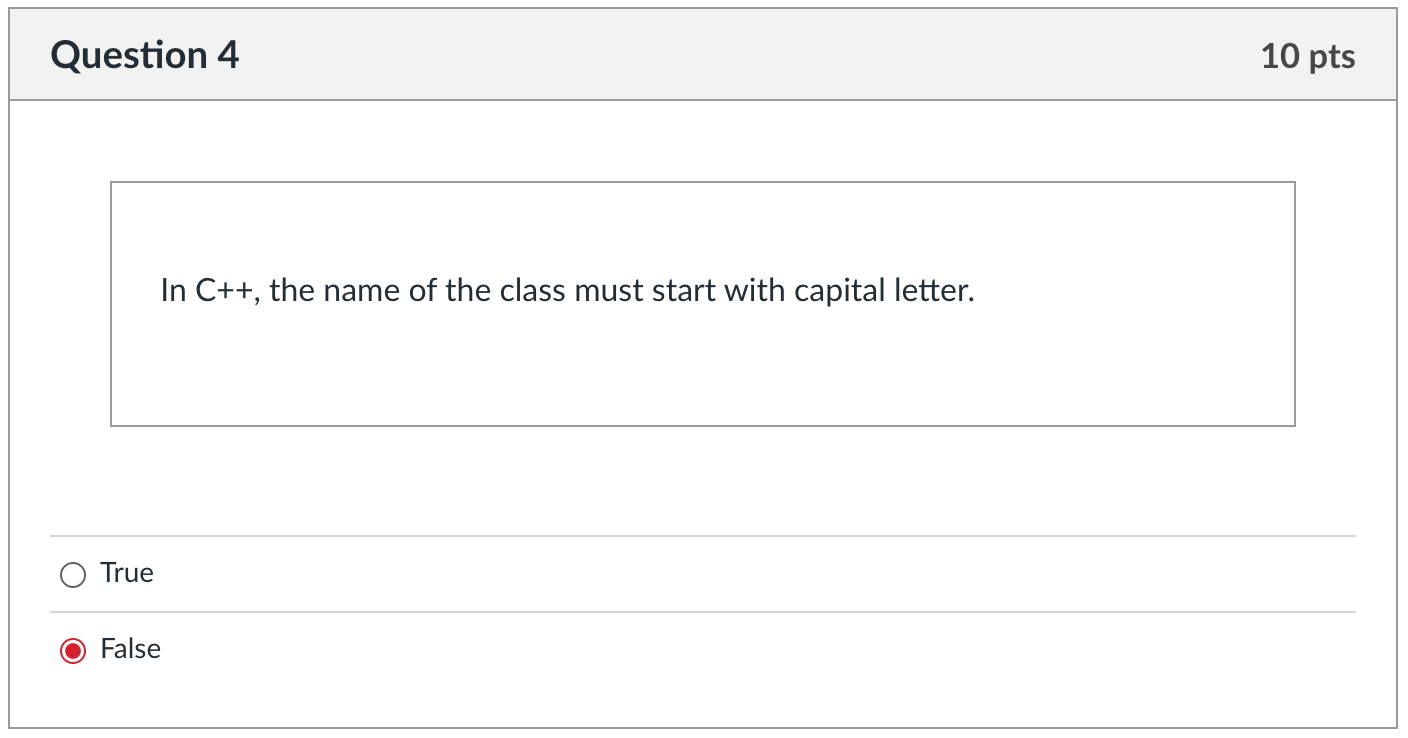 Question 4
10 pts
In C++, the name of the class must start with capital letter.
True
False